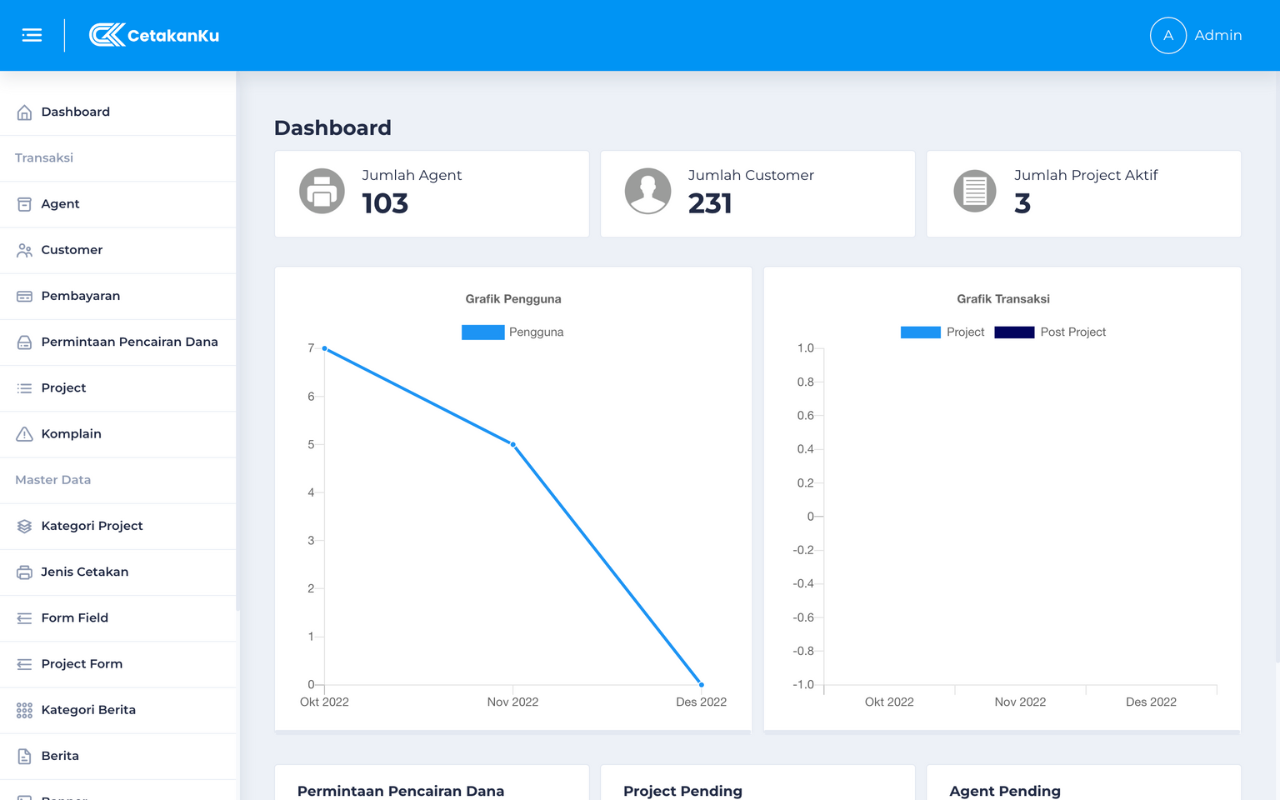 CetakanKu
A Admin
Dashboard
Transaksi
Agent
Customer
Pembayaran
Permintaan Pencairan Dana
Project
Komplain
Master Data
Kategori Project
Jenis Cetakan
Form Field
Project Form
Kategori Berita
Berita
Banner
Dashboard
Jumlah Agent
103
Jumlah Customer
231
Jumlah Project Aktif
3
Grafik Pengguna
Pengguna
7
6
5
4
3
2
1
0
Okt 2022 Nov 2022 Des 2022
Grafik Transaksi
Project Post Project
1.0
0.8
0.6
0.4
0.2
0
-0.2
-0.4
-0.6
-0.8
-1.0
Okt 2022 Nov 2022 Des 2022
Permintaan Pencairan Dana
Project Pending
Agent Pending